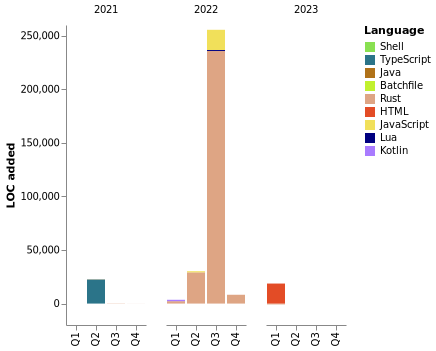 2021 2022 2023
LOC added
250,000
200,000
150,000
100,000
50,000
0
Q1 Q2 Q3 Q4 Q1 Q2 Q3 Q4 Q1 Q2 Q3 Q4
Language
Shell
TypeScript
Java
Batchfile
Rust
HTML
JavaScript
Lua
Kotlin